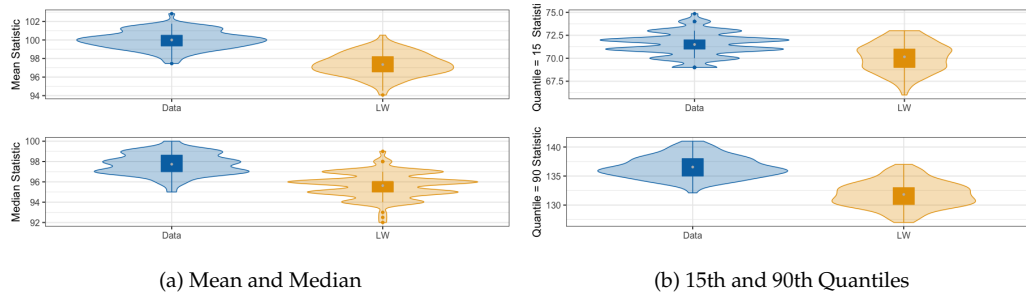 Mean Statistic
102
100
98
96
94
Data
LW
Median Statistic
100
98
96
94
92
Data
LW
(a) Mean and Median
Quantile = 15 Statisti
75.0
72.5
70.0
67.5
Data
LW
Quantile = 90 Statistic
140
135
130
Data
LW
(b) 15th and 90th Quantiles